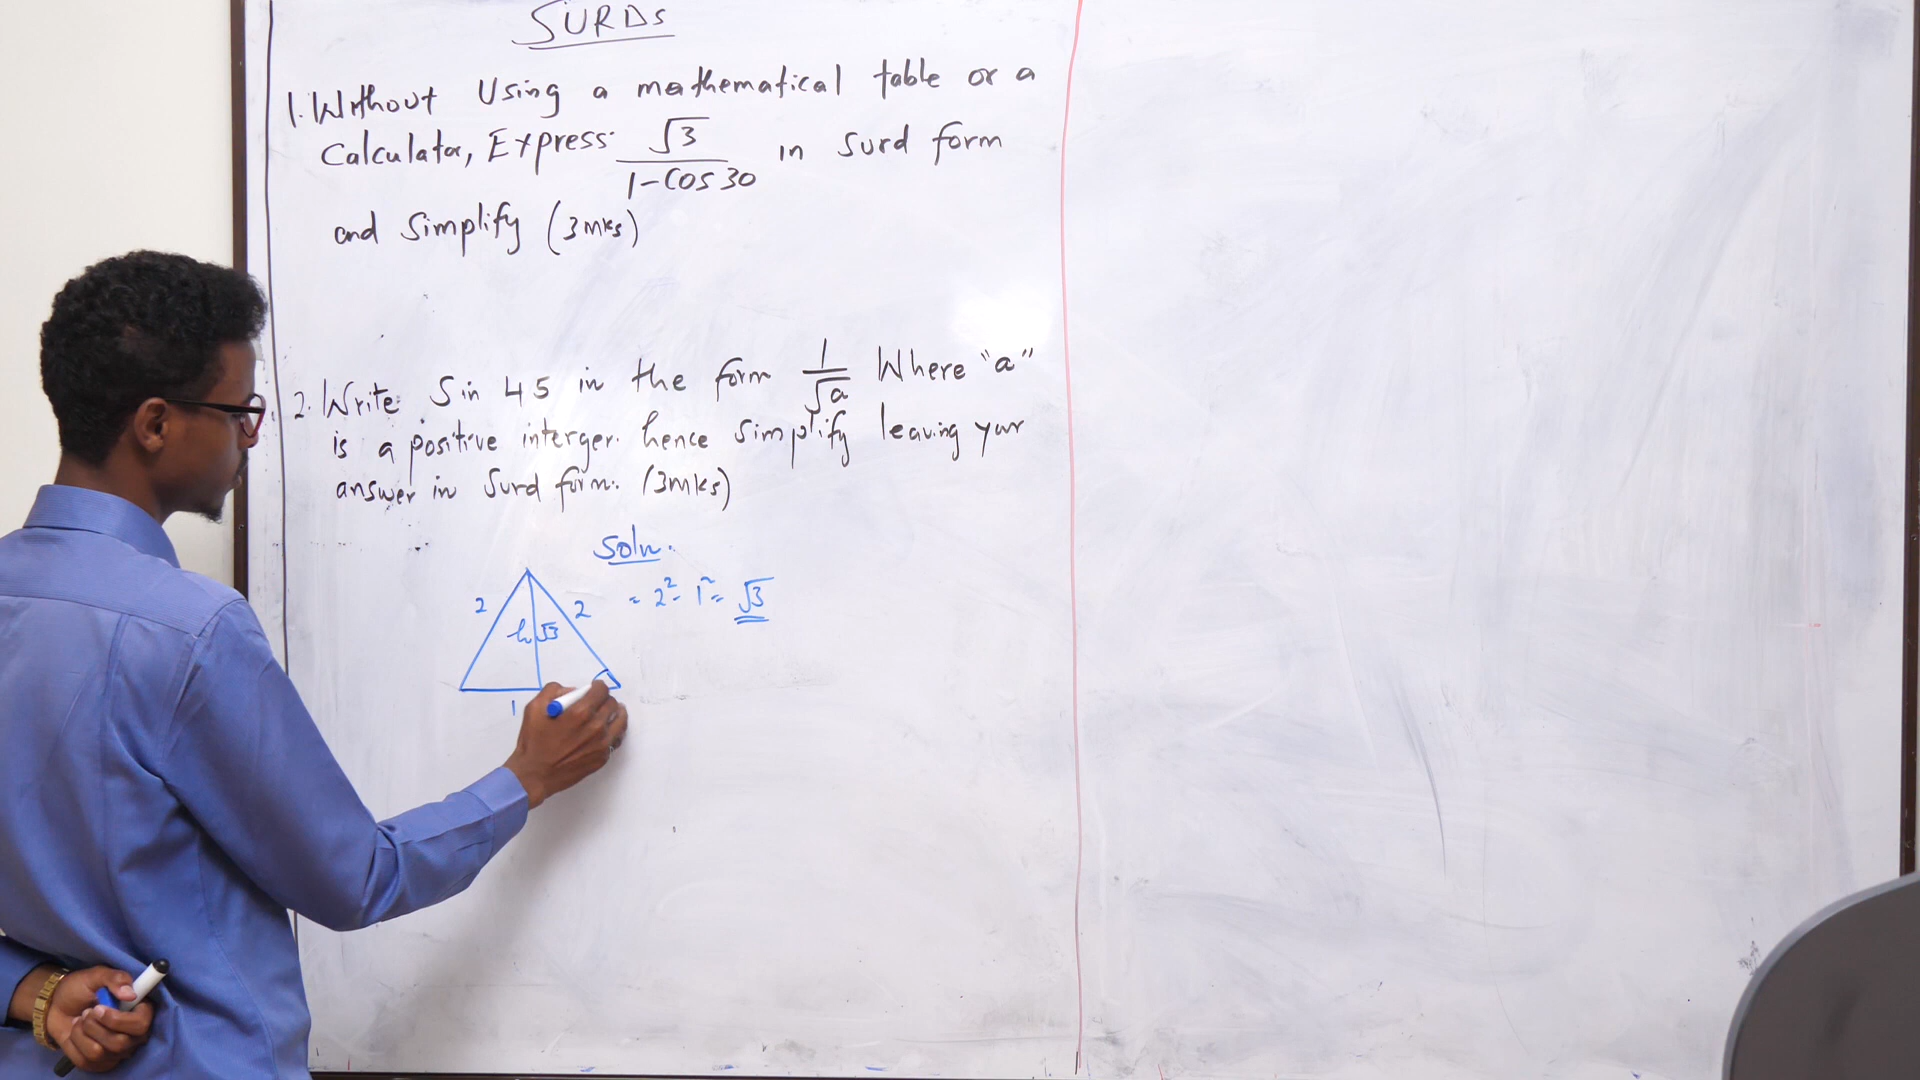 SURDs
1. Without Using a mathematical table or a
Calculator, Express √3 / 1-Cos 30 in Surd form
and Simplify (3mks)
2. Write Sin 45 in the form 1/√a Where "a"
is a positive interger. hence simplify leaving your
answer in Surd form. (3mks)
Soln.
2 2 = 2² - 1² = √3
h √3
1